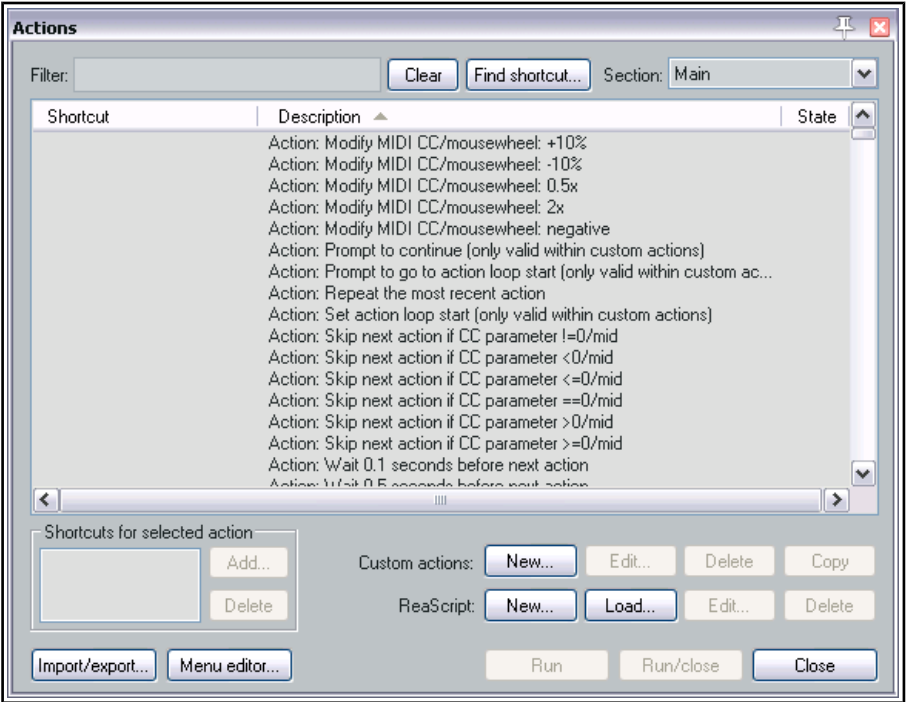 Actions
Filter: Clear Find shortcut... Section: Main
Shortcut Description State
Action: Modify MIDI CC/mousewheel: +10%
Action: Modify MIDI CC/mousewheel: -10%
Action: Modify MIDI CC/mousewheel: 0.5x
Action: Modify MIDI CC/mousewheel: 2x
Action: Modify MIDI CC/mousewheel: negative
Action: Prompt to continue (only valid within custom actions)
Action: Prompt to go to action loop start (only valid within custom ac...
Action: Repeat the most recent action
Action: Set action loop start (only valid within custom actions)
Action: Skip next action if CC parameter !=0/mid
Action: Skip next action if CC parameter <0/mid
Action: Skip next action if CC parameter <=0/mid
Action: Skip next action if CC parameter ==0/mid
Action: Skip next action if CC parameter >0/mid
Action: Skip next action if CC parameter >=0/mid
Action: Wait 0.1 seconds before next action
Action: Wait 0.5 seconds before next action
Shortcuts for selected action
Add...
Delete
Custom actions: New... Edit... Delete Copy
ReaScript: New... Load... Edit... Delete
Import/export... Menu editor... Run Run/close Close